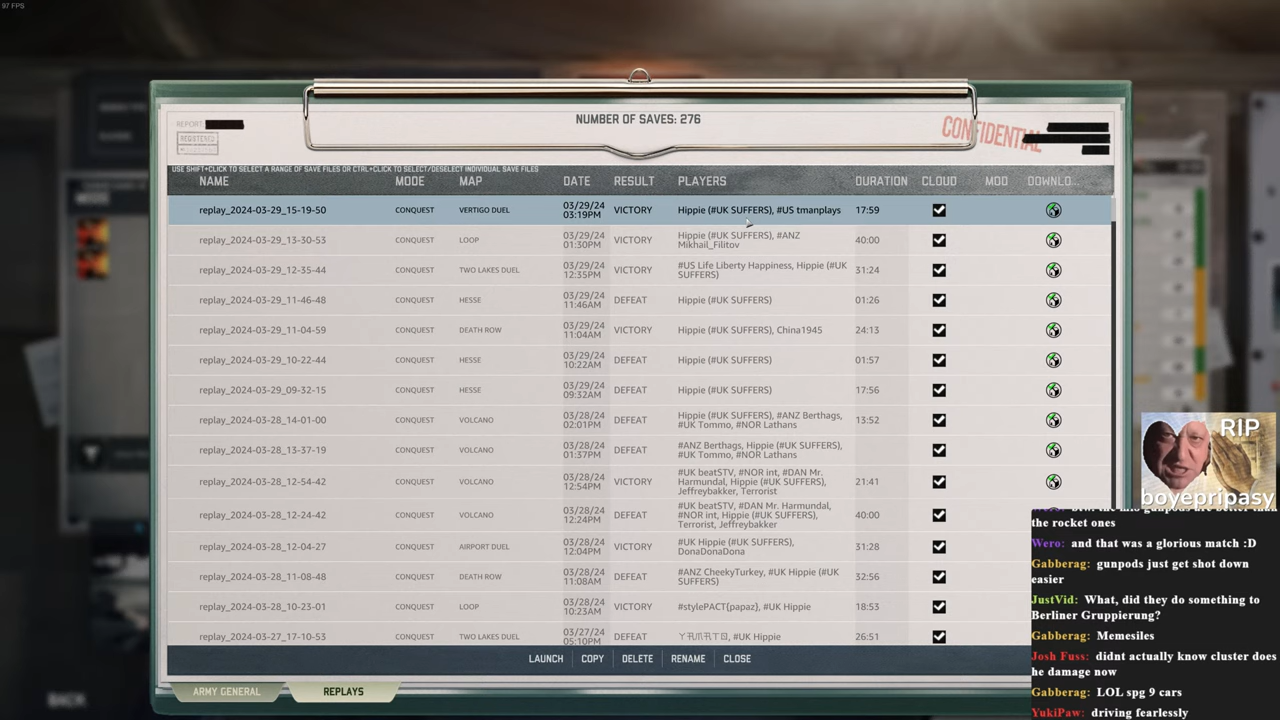 97 FPS
REPORT
REGISTERED
NUMBER OF SAVES: 276
CONFIDENTIAL
USE SHIFT+CLICK TO SELECT A RANGE OF SAVE FILES OR CTRL+CLICK TO SELECT/DESELECT INDIVIDUAL SAVE FILES
NAME MODE MAP DATE RESULT PLAYERS DURATION CLOUD MOD DOWNLO...
replay_2024-03-29_15-19-50 CONQUEST VERTIGO DUEL 03/29/24 03:19PM VICTORY Hippie (#UK SUFFERS), #US tmanplays 17:59
replay_2024-03-29_13-30-53 CONQUEST LOOP 03/29/24 01:30PM VICTORY Hippie (#UK SUFFERS), #ANZ Mikhail_Filitov 40:00
replay_2024-03-29_12-35-44 CONQUEST TWO LAKES DUEL 03/29/24 12:35PM VICTORY #US Life Liberty Happiness, Hippie (#UK SUFFERS) 31:24
replay_2024-03-29_11-46-48 CONQUEST HESSE 03/29/24 11:46AM DEFEAT Hippie (#UK SUFFERS) 01:26
replay_2024-03-29_11-04-59 CONQUEST DEATH ROW 03/29/24 11:04AM VICTORY Hippie (#UK SUFFERS), China1945 24:13
replay_2024-03-29_10-22-44 CONQUEST HESSE 03/29/24 10:22AM DEFEAT Hippie (#UK SUFFERS) 01:57
replay_2024-03-29_09-32-15 CONQUEST HESSE 03/29/24 09:32AM DEFEAT Hippie (#UK SUFFERS) 17:56
replay_2024-03-28_14-01-00 CONQUEST VOLCANO 03/28/24 02:01PM DEFEAT Hippie (#UK SUFFERS), #ANZ Berthags, #UK Tommo, #NOR Lathans 13:52
replay_2024-03-28_13-37-19 CONQUEST VOLCANO 03/28/24 01:37PM DEFEAT #ANZ Berthags, Hippie (#UK SUFFERS), #UK Tommo, #NOR Lathans
replay_2024-03-28_12-54-42 CONQUEST VOLCANO 03/28/24 12:54PM VICTORY #UK beatSTV, #NOR int, #DAN Mr. Harmundal, Hippie (#UK SUFFERS), Jeffreybakker, Terrorist 21:41
replay_2024-03-28_12-24-42 CONQUEST VOLCANO 03/28/24 12:24PM DEFEAT #UK beatSTV, #DAN Mr. Harmundal, #NOR int, Hippie (#UK SUFFERS), Terrorist, Jeffreybakker 40:00
replay_2024-03-28_12-04-27 CONQUEST AIRPORT DUEL 03/28/24 12:04PM VICTORY #UK Hippie (#UK SUFFERS), DonaDonaDona 31:28
replay_2024-03-28_11-08-48 CONQUEST DEATH ROW 03/28/24 11:08AM DEFEAT #ANZ CheekyTurkey, #UK Hippie (#UK SUFFERS) 32:56
replay_2024-03-28_10-23-01 CONQUEST LOOP 03/28/24 10:23AM VICTORY #stylePACT{papaz}, #UK Hippie 18:53
replay_2024-03-27_17-10-53 CONQUEST TWO LAKES DUEL 03/27/24 05:10PM DEFEAT #UK Hippie 26:51
LAUNCH COPY DELETE RENAME CLOSE
ARMY GENERAL REPLAYS
BACK
RIP
boyepripasy
the rocket ones
Wero: and that was a glorious match :D
Gabberag: gunpods just get shot down
easier
JustVid: What, did they do something to
Berliner Gruppierung?
Gabberag: Memesiles
Josh Fuss: didnt actually know cluster does
he damage now
Gabberag: LOL spg 9 cars
YukiPaw: driving fearlessly